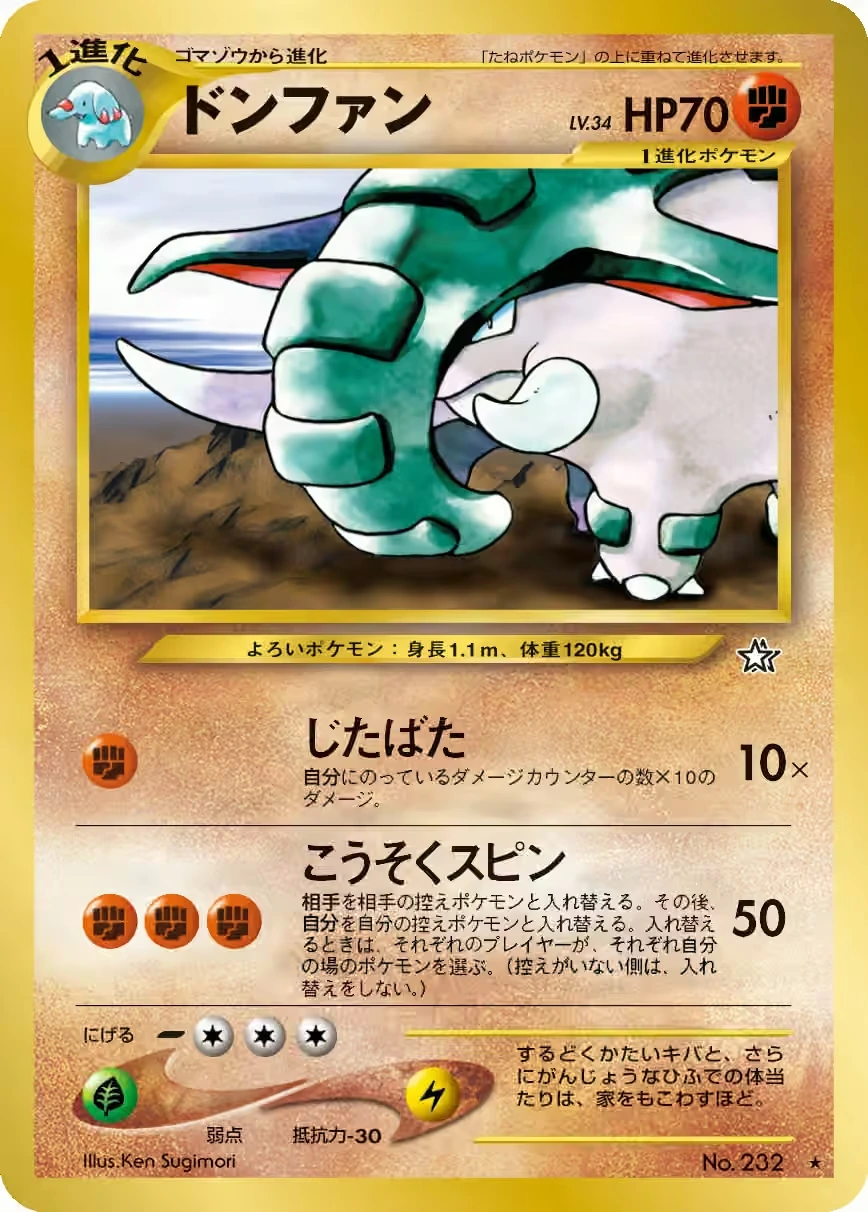 1進化
ゴマゾウから進化
「たねポケモン」の上に重ねて進化させます。
ドンファン
LV.34 HP70
1進化ポケモン
よろいポケモン：身長1.1m、体重120kg
じたばた
10×
自分にのっているダメージカウンターの数×10の
ダメージ。
こうそくスピン
50
相手を相手の控えポケモンと入れ替える。その後、
自分を自分の控えポケモンと入れ替える。入れ替え
るときは、それぞれのプレイヤーが、それぞれ自分
の場のポケモンを選ぶ。（控えがいない側は、入れ
替えをしない。）
にげる
弱点
抵抗力-30
するどくかたいキバと、さら
にがんじょうなひふでの体当
たりは、家をもこわすほど。
Illus.Ken Sugimori
No. 232 ★